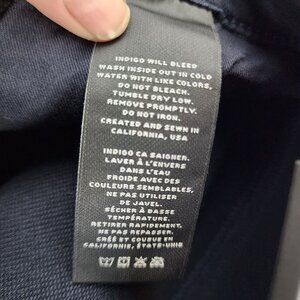 INDIGO WILL BLEED
WASH INSIDE OUT IN COLD
WATER WITH LIKE COLORS,
DO NOT BLEACH.
TUMBLE DRY LOW.
REMOVE PROMPTLY.
DO NOT IRON.
CREATED AND SEWN IN
CALIFORNIA, USA
INDIGO CA SAIGNER.
LAVER À L'ENVERS
DANS L'EAU
FROIDE AVEC DES
COULEURS SEMBLABLES,
NE PAS UTILISER
DE JAVEL.
SÉCHER À BASSE
TEMPÉRATURE.
RETIRER RAPIDEMENT,
NE PAS REPASSER.
CRÉÉ ET COUSU EN
CALIFORNIE, ÉTATS-UNIS